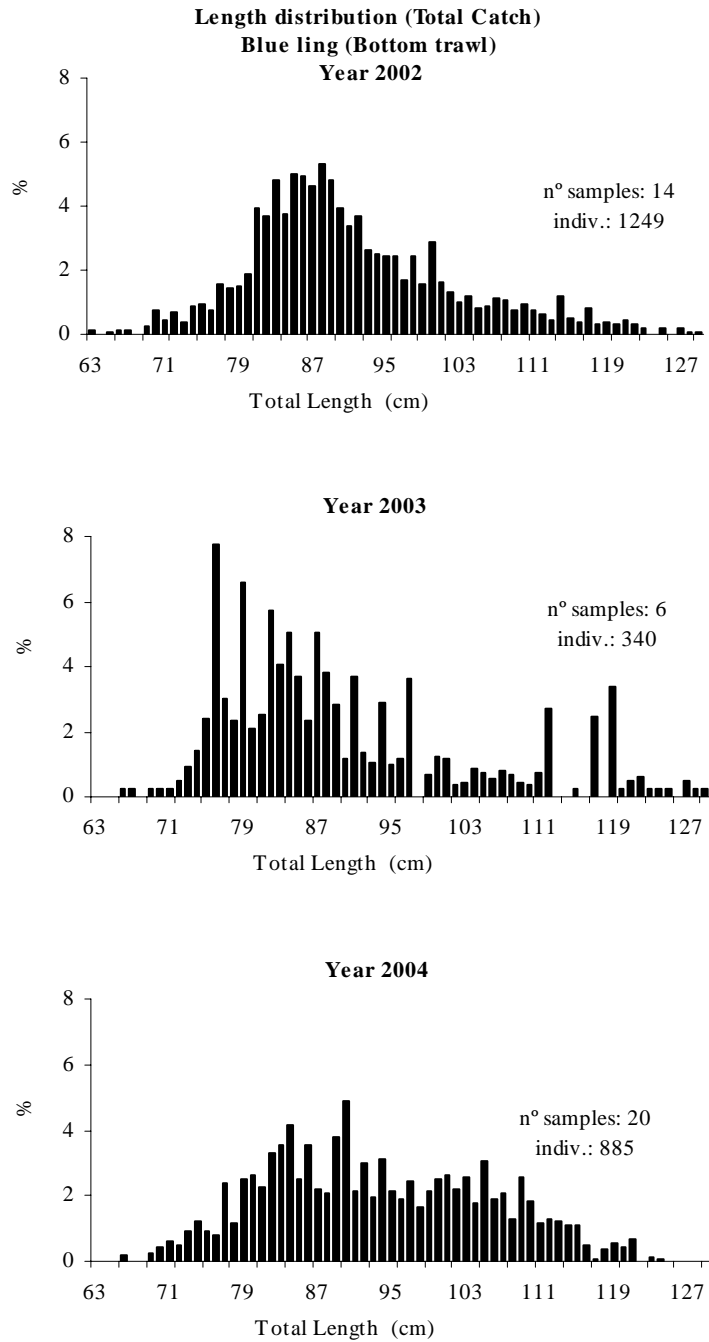 Length distribution (Total Catch)
Blue ling (Bottom trawl)
Year 2002
8
6
4
2
0
%
nº samples: 14
indiv.: 1249
63 71 79 87 95 103 111 119 127
Total Length (cm)
Year 2003
8
6
4
2
0
%
nº samples: 6
indiv.: 340
63 71 79 87 95 103 111 119 127
Total Length (cm)
Year 2004
8
6
4
2
0
%
nº samples: 20
indiv.: 885
63 71 79 87 95 103 111 119 127
Total Length (cm)